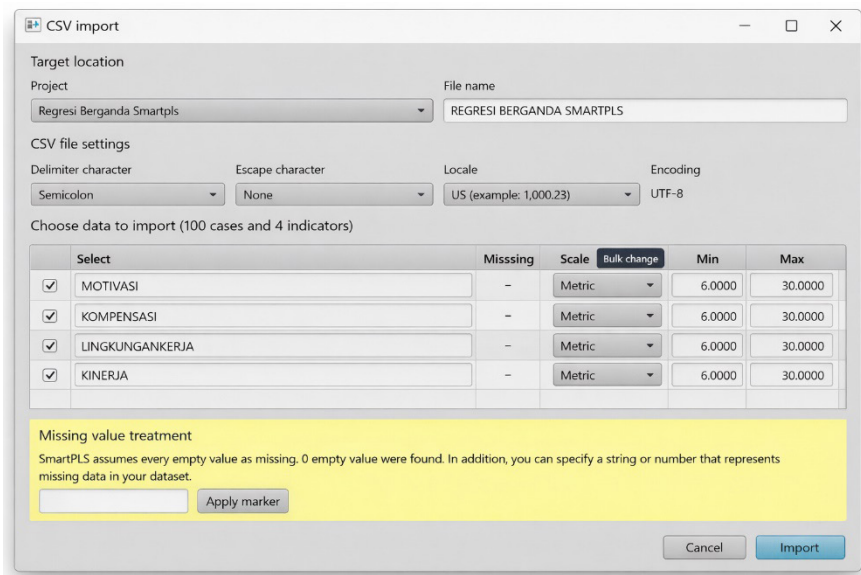 CSV import
Target location
Project File name
Regresi Berganda Smartpls REGRESI BERGANDA SMARTPLS
CSV file settings
Delimiter character Escape character Locale Encoding
Semicolon None US (example: 1,000.23) UTF-8
Choose data to import (100 cases and 4 indicators)
Select Misssing Scale Bulk change Min Max
MOTIVASI – Metric 6.0000 30.0000
KOMPENSASI – Metric 6.0000 30.0000
LINGKUNGANKERJA – Metric 6.0000 30.0000
KINERJA – Metric 6.0000 30.0000
Missing value treatment
SmartPLS assumes every empty value as missing. 0 empty value were found. In addition, you can specify a string or number that represents
missing data in your dataset.
Apply marker
Cancel Import